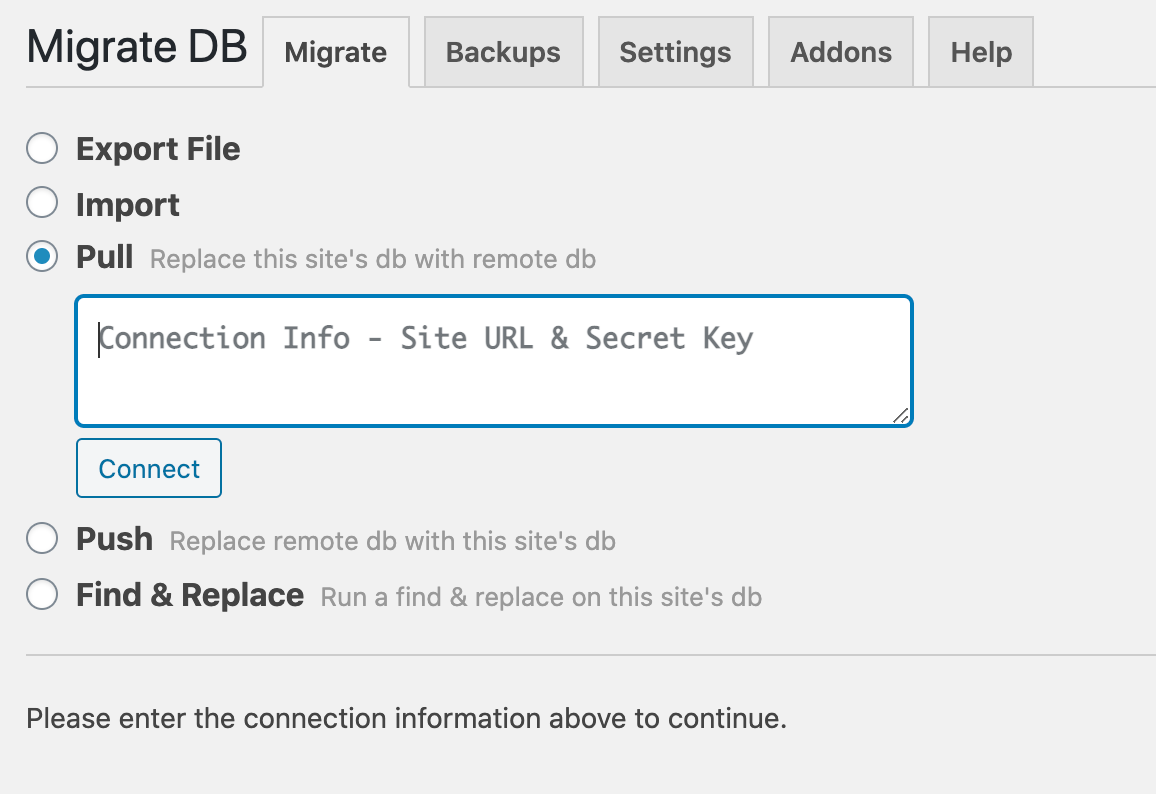 Migrate DB Migrate Backups Settings Addons Help
Export File
Import
Pull Replace this site's db with remote db
Connection Info - Site URL & Secret Key
Connect
Push Replace remote db with this site's db
Find & Replace Run a find & replace on this site's db
Please enter the connection information above to continue.